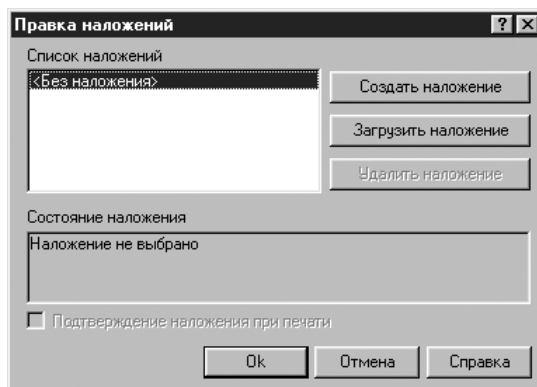 Правка наложений
Список наложений
<Без наложения>
Создать наложение
Загрузить наложение
Удалить наложение
Состояние наложения
Наложение не выбрано
Подтверждение наложения при печати
Ok Отмена Справка